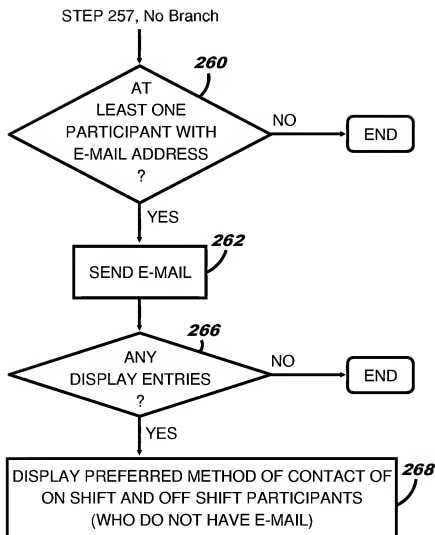 STEP 257, No Branch
260
AT
LEAST ONE
PARTICIPANT WITH
E-MAIL ADDRESS
?
NO
END
YES
262
SEND E-MAIL
266
ANY
DISPLAY ENTRIES
?
NO
END
YES
268
DISPLAY PREFERRED METHOD OF CONTACT OF
ON SHIFT AND OFF SHIFT PARTICIPANTS
(WHO DO NOT HAVE E-MAIL)